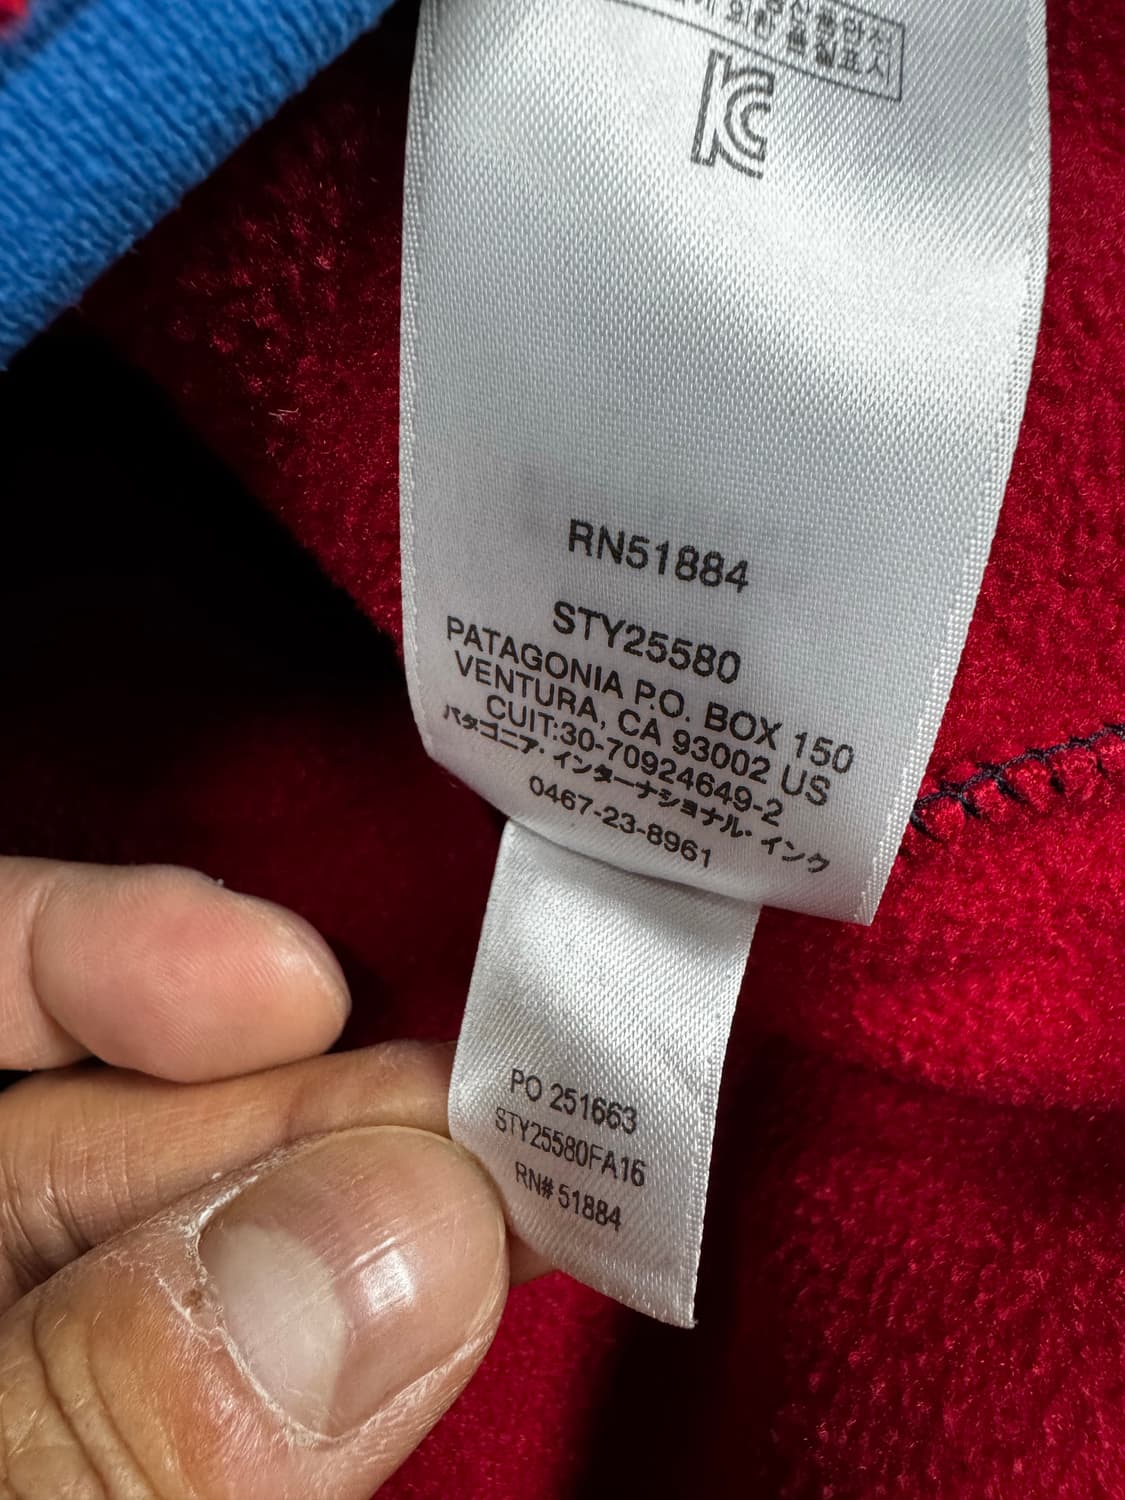 KC
RN51884
STY25580
PATAGONIA P.O. BOX 150
VENTURA, CA 93002 US
CUIT:30-70924649-2
パタゴニア・インターナショナル・インク
0467-23-8961
PO 251663
STY25580FA16
RN# 51884